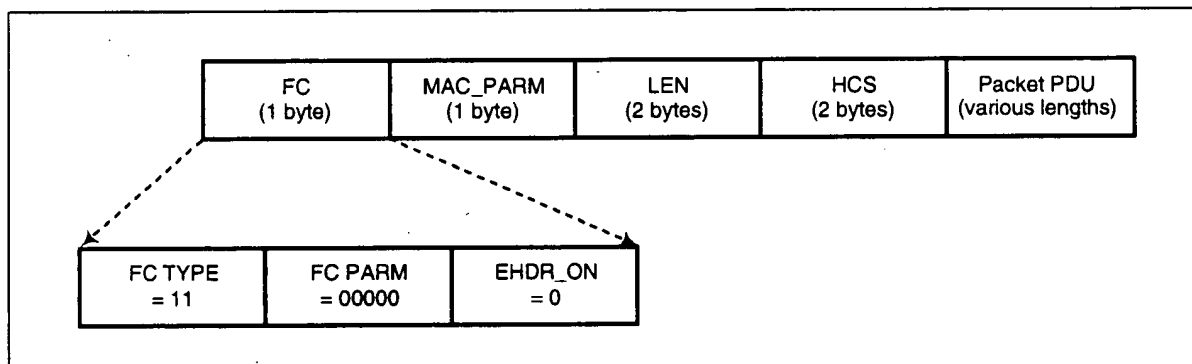 FC
(1 byte)
MAC_PARM
(1 byte)
LEN
(2 bytes)
HCS
(2 bytes)
Packet PDU
(various lengths)
FC TYPE
= 11
FC PARM
= 00000
EHDR_ON
= 0